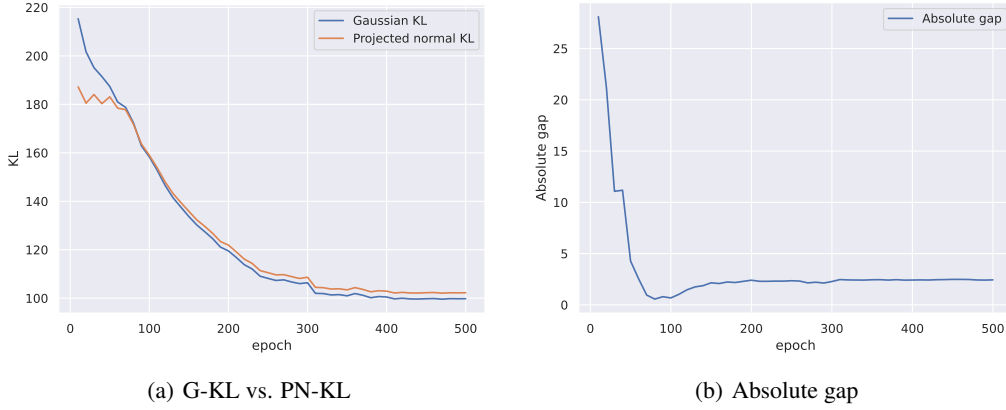 220
200
180
160
140
120
100
KL
0
100
200
300
400
500
epoch
Gaussian KL
Projected normal KL
(a) G-KL vs. PN-KL
25
20
15
10
5
0
Absolute gap
0
100
200
300
400
500
epoch
Absolute gap
(b) Absolute gap